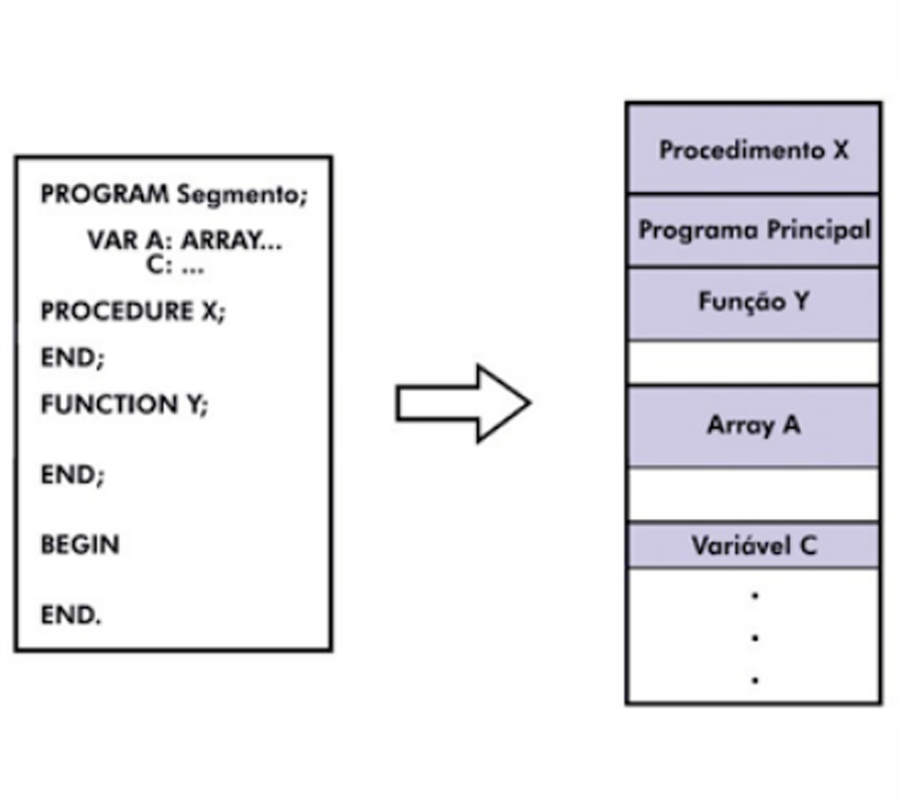 PROGRAM Segmento;
VAR A: ARRAY...
C: ...
PROCEDURE X;
END;
FUNCTION Y;
END;
BEGIN
END.
Procedimento X
Programa Principal
Função Y
Array A
Variável C
.
.
.